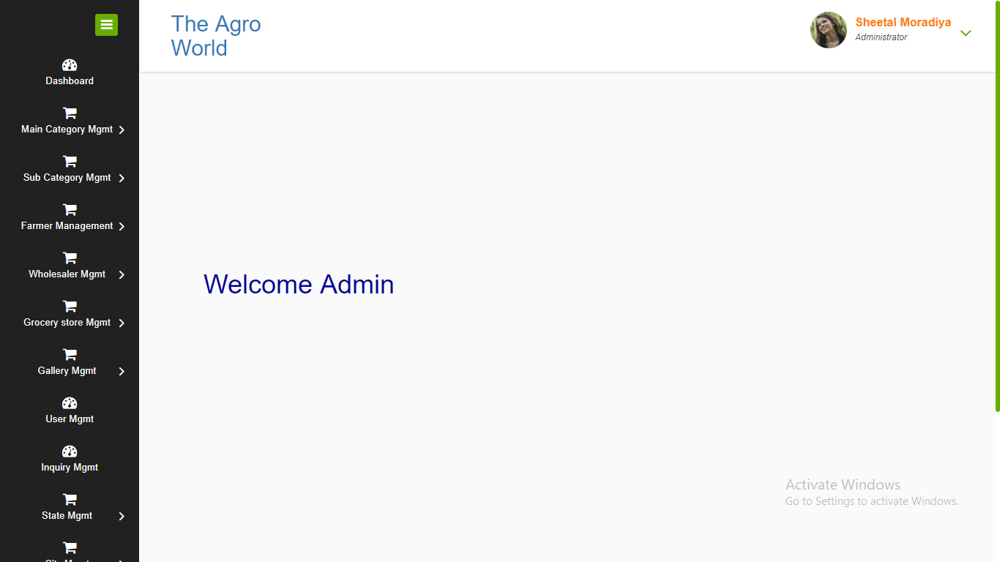 The Agro
World
Sheetal Moradiya
Administrator
Dashboard
Main Category Mgmt
Sub Category Mgmt
Farmer Management
Wholesaler Mgmt
Grocery store Mgmt
Gallery Mgmt
User Mgmt
Inquiry Mgmt
State Mgmt
Welcome Admin
Activate Windows
Go to Settings to activate Windows.